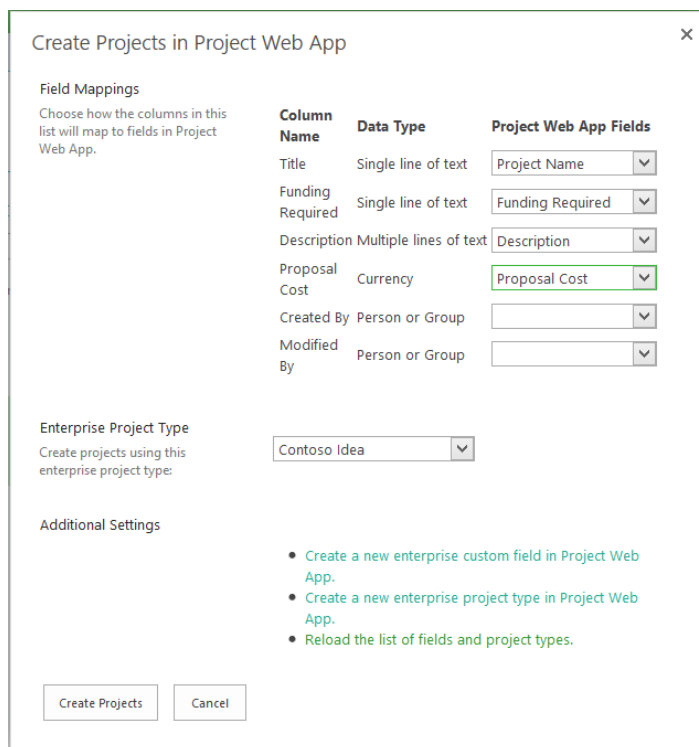 Create Projects in Project Web App
Field Mappings
Choose how the columns in this
list will map to fields in Project
Web App.
Column
Name
Data Type
Project Web App Fields
Title
Single line of text
Project Name
Funding
Required
Single line of text
Funding Required
Description
Multiple lines of text
Description
Proposal
Cost
Currency
Proposal Cost
Created By
Person or Group
Modified
By
Person or Group
Enterprise Project Type
Create projects using this
enterprise project type:
Contoso Idea
Additional Settings
Create a new enterprise custom field in Project Web
App.
Create a new enterprise project type in Project Web
App.
Reload the list of fields and project types.
Create Projects
Cancel